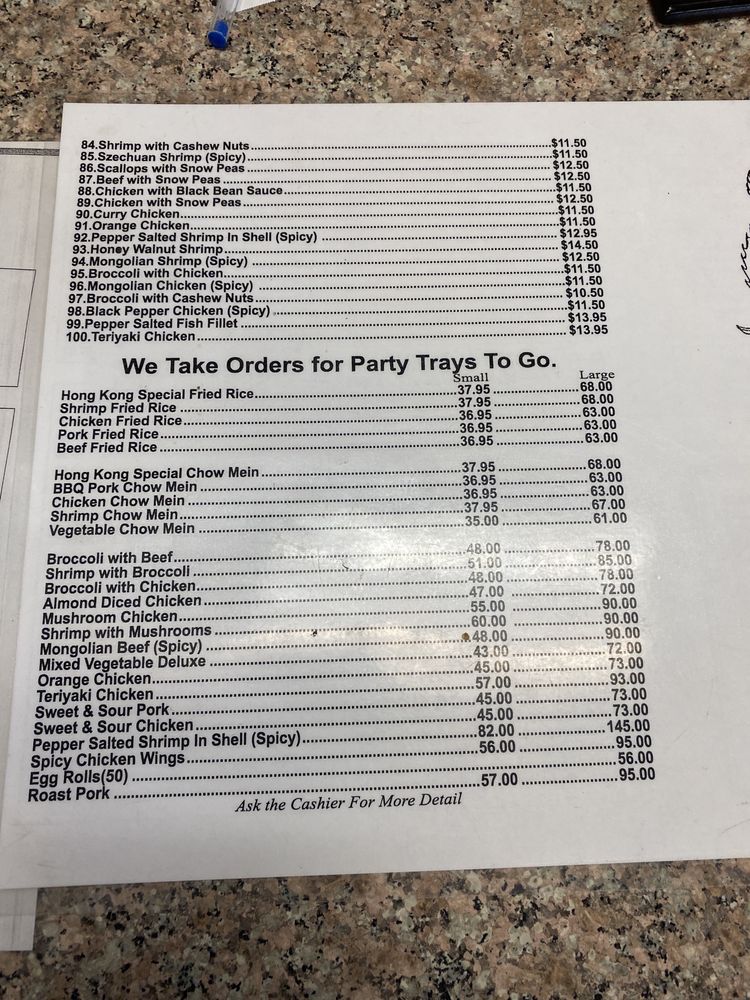 84.Shrimp with Cashew Nuts........$11.50
85.Szechuan Shrimp (Spicy)........$11.50
86.Scallops with Snow Peas........$12.50
87.Beef with Snow Peas........$12.50
88.Chicken with Black Bean Sauce........$11.50
89.Chicken with Snow Peas........$12.50
90.Curry Chicken........$11.50
91.Orange Chicken........$11.50
92.Pepper Salted Shrimp In Shell (Spicy) ........$12.95
93.Honey Walnut Shrimp........$14.50
94.Mongolian Shrimp (Spicy) ........$12.50
95.Broccoli with Chicken........$11.50
96.Mongolian Chicken (Spicy) ........$11.50
97.Broccoli with Cashew Nuts........$10.50
98.Black Pepper Chicken (Spicy)........$11.50
99.Pepper Salted Fish Fillet ........$13.95
100.Teriyaki Chicken........$13.95
We Take Orders for Party Trays To Go.
Small Large
Hong Kong Special Fried Rice........37.95........68.00
Shrimp Fried Rice ........37.95........68.00
Chicken Fried Rice........36.95........63.00
Pork Fried Rice........36.95........63.00
Beef Fried Rice........36.95........63.00
Hong Kong Special Chow Mein........37.95........68.00
BBQ Pork Chow Mein ........36.95........63.00
Chicken Chow Mein ........36.95........63.00
Shrimp Chow Mein........37.95........67.00
Vegetable Chow Mein ........35.00........61.00
Broccoli with Beef........48.00........78.00
Shrimp with Broccoli ........51.00........85.00
Broccoli with Chicken........48.00........78.00
Almond Diced Chicken ........47.00........72.00
Mushroom Chicken........55.00........90.00
Shrimp with Mushrooms ........60.00........90.00
Mongolian Beef (Spicy) ........48.00........90.00
Mixed Vegetable Deluxe ........43.00........72.00
Orange Chicken........45.00........73.00
Teriyaki Chicken ........57.00........93.00
Sweet & Sour Pork........45.00........73.00
Sweet & Sour Chicken........45.00........73.00
Pepper Salted Shrimp In Shell (Spicy)........82.00........145.00
Spicy Chicken Wings........56.00........95.00
Egg Rolls(50) ........56.00
Roast Pork ........57.00........95.00
Ask the Cashier For More Detail